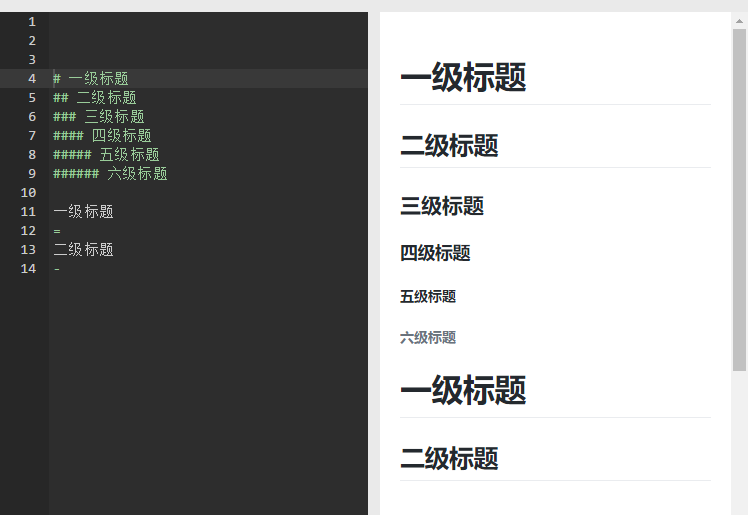 1
2
3
4 # 一级标题
5 ## 二级标题
6 ### 三级标题
7 #### 四级标题
8 ##### 五级标题
9 ###### 六级标题
10
11 一级标题
12 =
13 二级标题
14 -
一级标题
二级标题
三级标题
四级标题
五级标题
六级标题
一级标题
二级标题